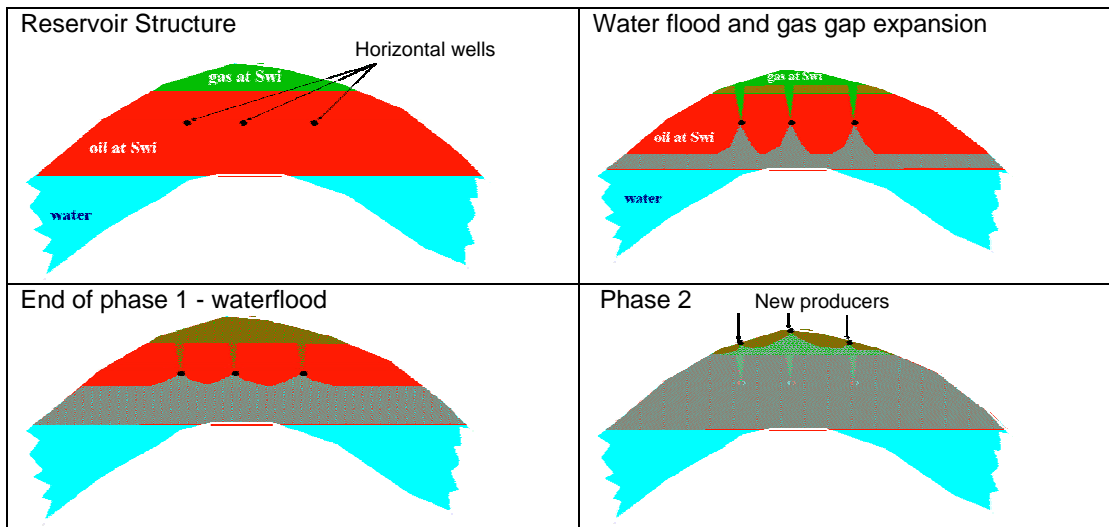 Reservoir Structure
Horizontal wells
gas at Swi
oil at Swi
water
Water flood and gas gap expansion
gas at Swi
oil at Swi
water
End of phase 1 - waterflood
Phase 2
New producers